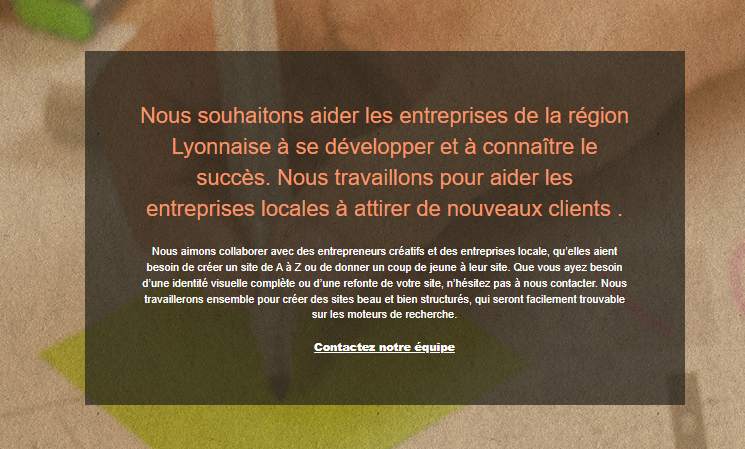 Nous souhaitons aider les entreprises de la région
Lyonnaise à se développer et à connaître le
succès. Nous travaillons pour aider les
entreprises locales à attirer de nouveaux clients .
Nous aimons collaborer avec des entrepreneurs créatifs et des entreprises locale, qu’elles aient
besoin de créer un site de A à Z ou de donner un coup de jeune à leur site. Que vous ayez besoin
d’une identité visuelle complète ou d’une refonte de votre site, n’hésitez pas à nous contacter. Nous
travaillerons ensemble pour créer des sites beau et bien structurés, qui seront facilement trouvable
sur les moteurs de recherche.
Contactez notre équipe